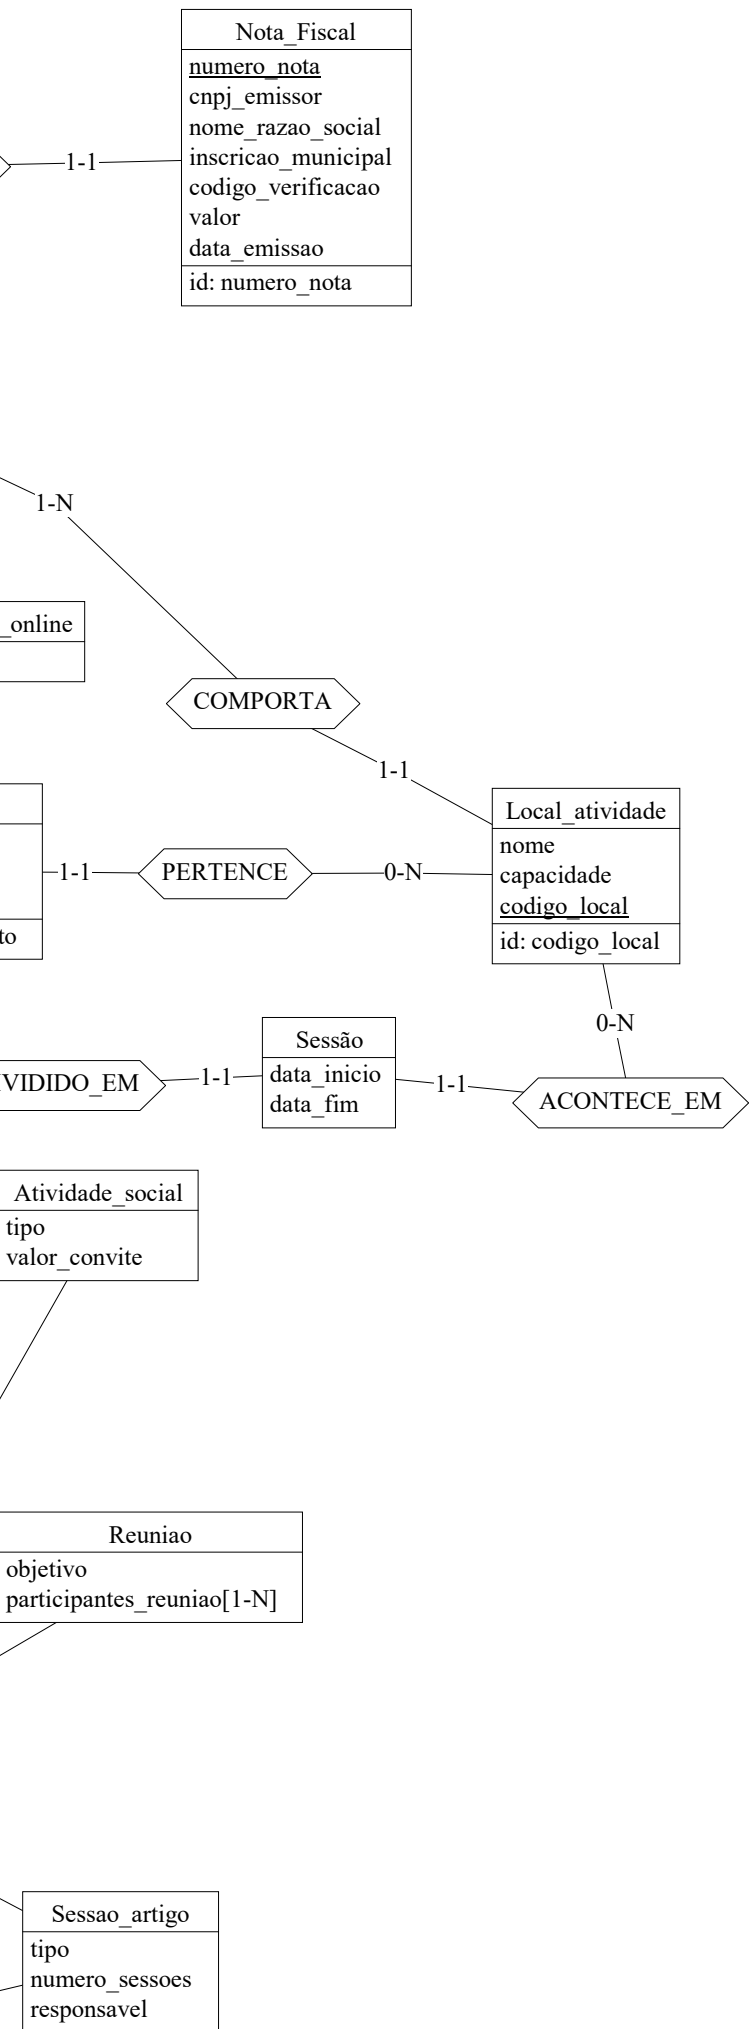 Nota_Fiscal
numero_nota
cnpj_emissor
nome_razao_social
1-1
inscricao_municipal
codigo_verificacao
valor
data_emissao
id: numero_nota
1-N
_online
COMPORTA
1-1
Local_atividade
nome
1-1
PERTENCE
0-N
capacidade
codigo_local
to
id: codigo_local
0-N
Sessão
IVIDIDO_EM
1-1
data_inicio
1-1
data_fim
ACONTECE_EM
Atividade_social
tipo
valor_convite
Reuniao
objetivo
participantes_reuniao[1-N]
Sessao_artigo
tipo
numero_sessoes
responsavel